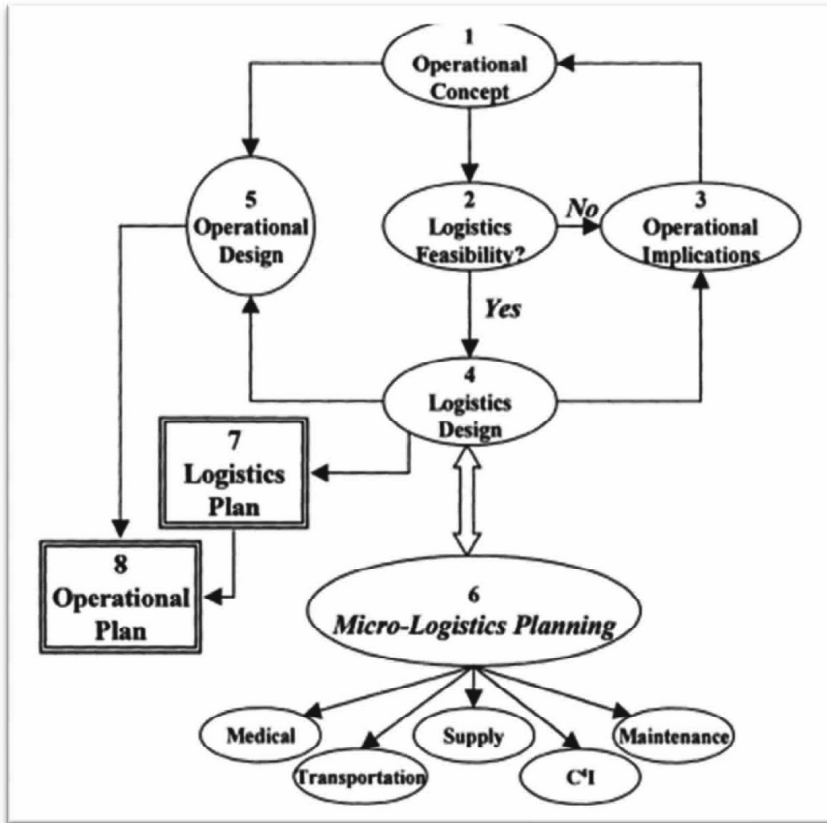 1
Operational
Concept
5
Operational
Design
2
Logistics
Feasibility?
No
3
Operational
Implications
Yes
4
Logistics
Design
7
Logistics
Plan
8
Operational
Plan
6
Micro-Logistics Planning
Medical
Supply
Maintenance
Transportation
C⁴I